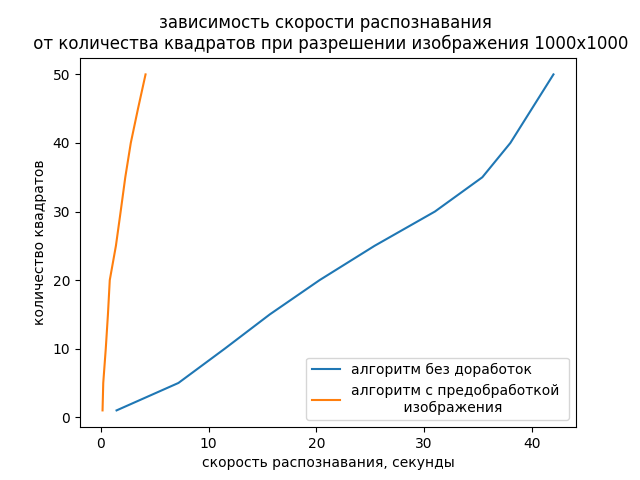 зависимость скорости распознавания
от количества квадратов при разрешении изображения 1000x1000
количество квадратов
50
40
30
20
10
0
алгоритм без доработок
алгоритм с предобработкой
изображения
0 10 20 30 40
скорость распознавания, секунды